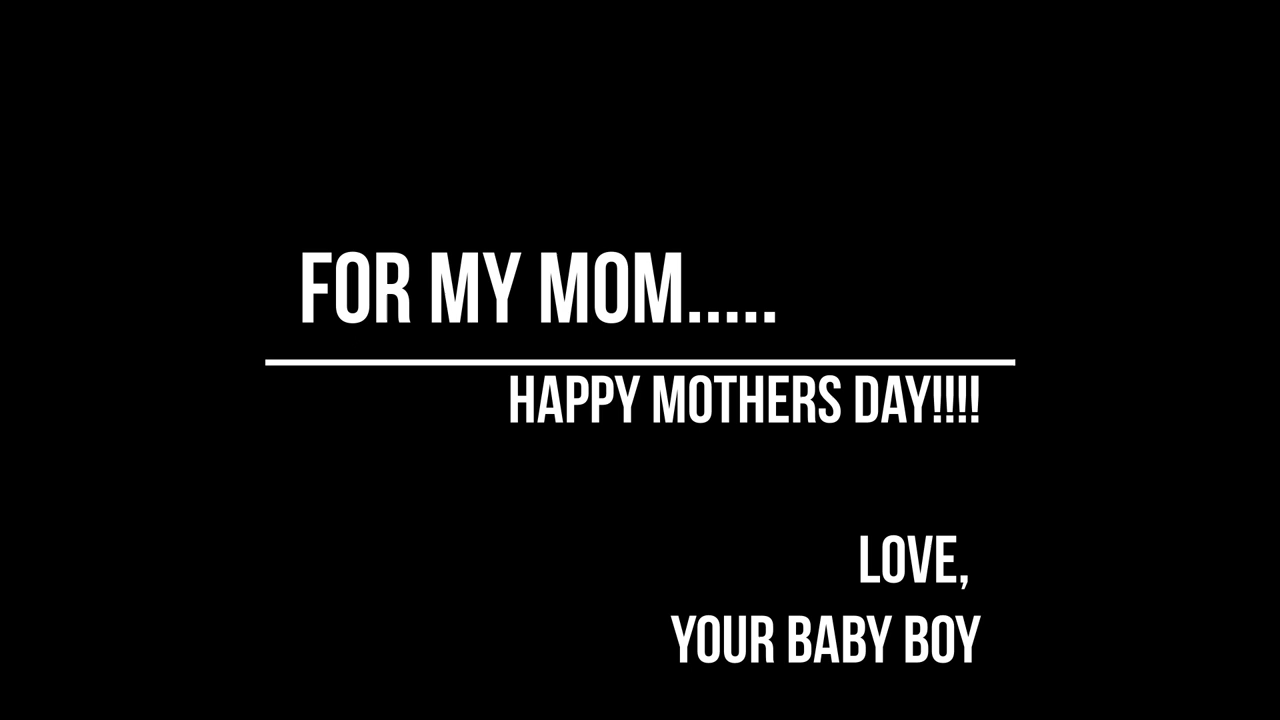 FOR MY MOM.....
HAPPY MOTHERS DAY!!!!
LOVE,
YOUR BABY BOY